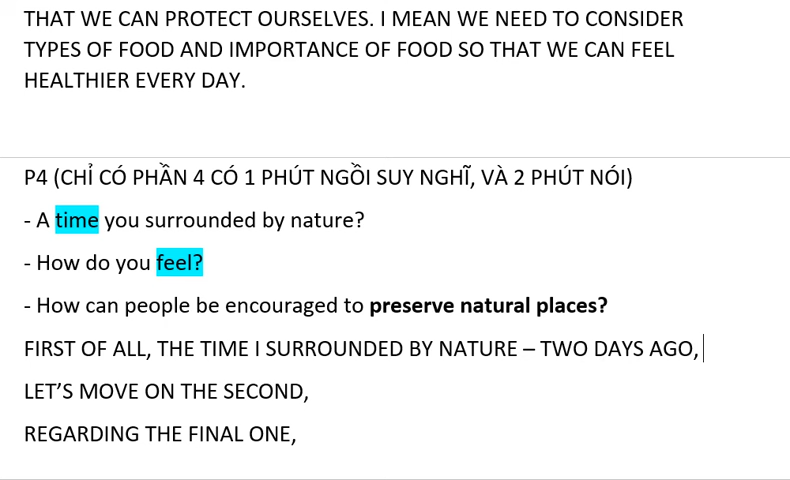 THAT WE CAN PROTECT OURSELVES. I MEAN WE NEED TO CONSIDER
TYPES OF FOOD AND IMPORTANCE OF FOOD SO THAT WE CAN FEEL
HEALTHIER EVERY DAY.
P4 (CHỈ CÓ PHẦN 4 CÓ 1 PHÚT NGỒI SUY NGHĨ, VÀ 2 PHÚT NÓI)
- A time you surrounded by nature?
- How do you feel?
- How can people be encouraged to preserve natural places?
FIRST OF ALL, THE TIME I SURROUNDED BY NATURE – TWO DAYS AGO,
LET’S MOVE ON THE SECOND,
REGARDING THE FINAL ONE,